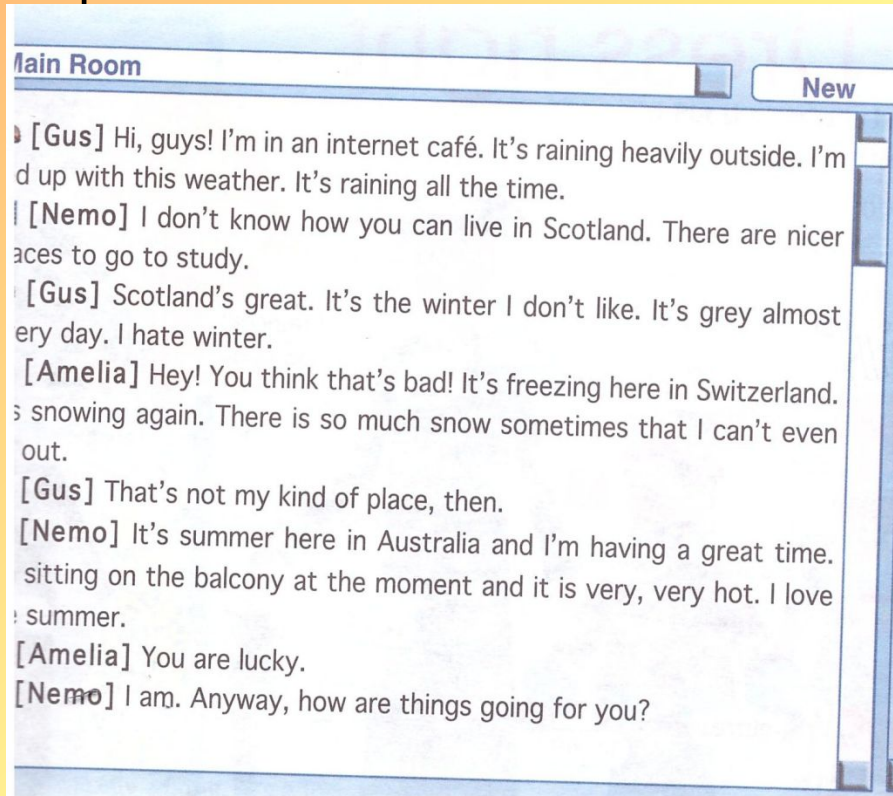 Main Room
New
[Gus] Hi, guys! I'm in an internet café. It's raining heavily outside. I'm
d up with this weather. It's raining all the time.
[Nemo] I don't know how you can live in Scotland. There are nicer
aces to go to study.
[Gus] Scotland's great. It's the winter I don't like. It's grey almost
ery day. I hate winter.
[Amelia] Hey! You think that's bad! It's freezing here in Switzerland.
s snowing again. There is so much snow sometimes that I can't even
out.
[Gus] That's not my kind of place, then.
[Nemo] It's summer here in Australia and I'm having a great time.
sitting on the balcony at the moment and it is very, very hot. I love
e summer.
[Amelia] You are lucky.
[Nemo] I am. Anyway, how are things going for you?